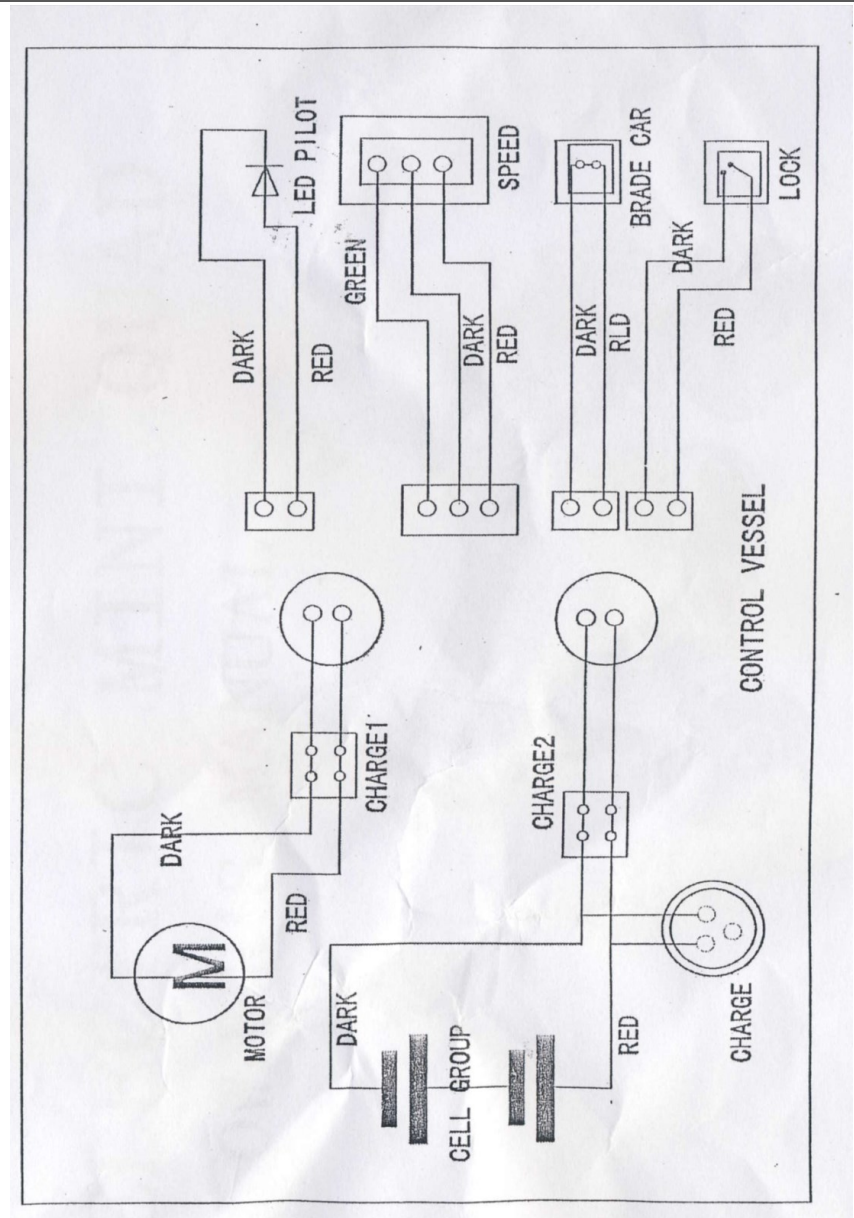 DARK
M
DARK
MOTOR
RED
LED PILOT
RED
DARK
GREEN
CHARGE1
CELL GROUP
DARK
RED
SPEED
CHARGE2
DARK
RLD
RED
BRADE CAR
DARK
RED
CHARGE
CONTROL VESSEL
LOCK